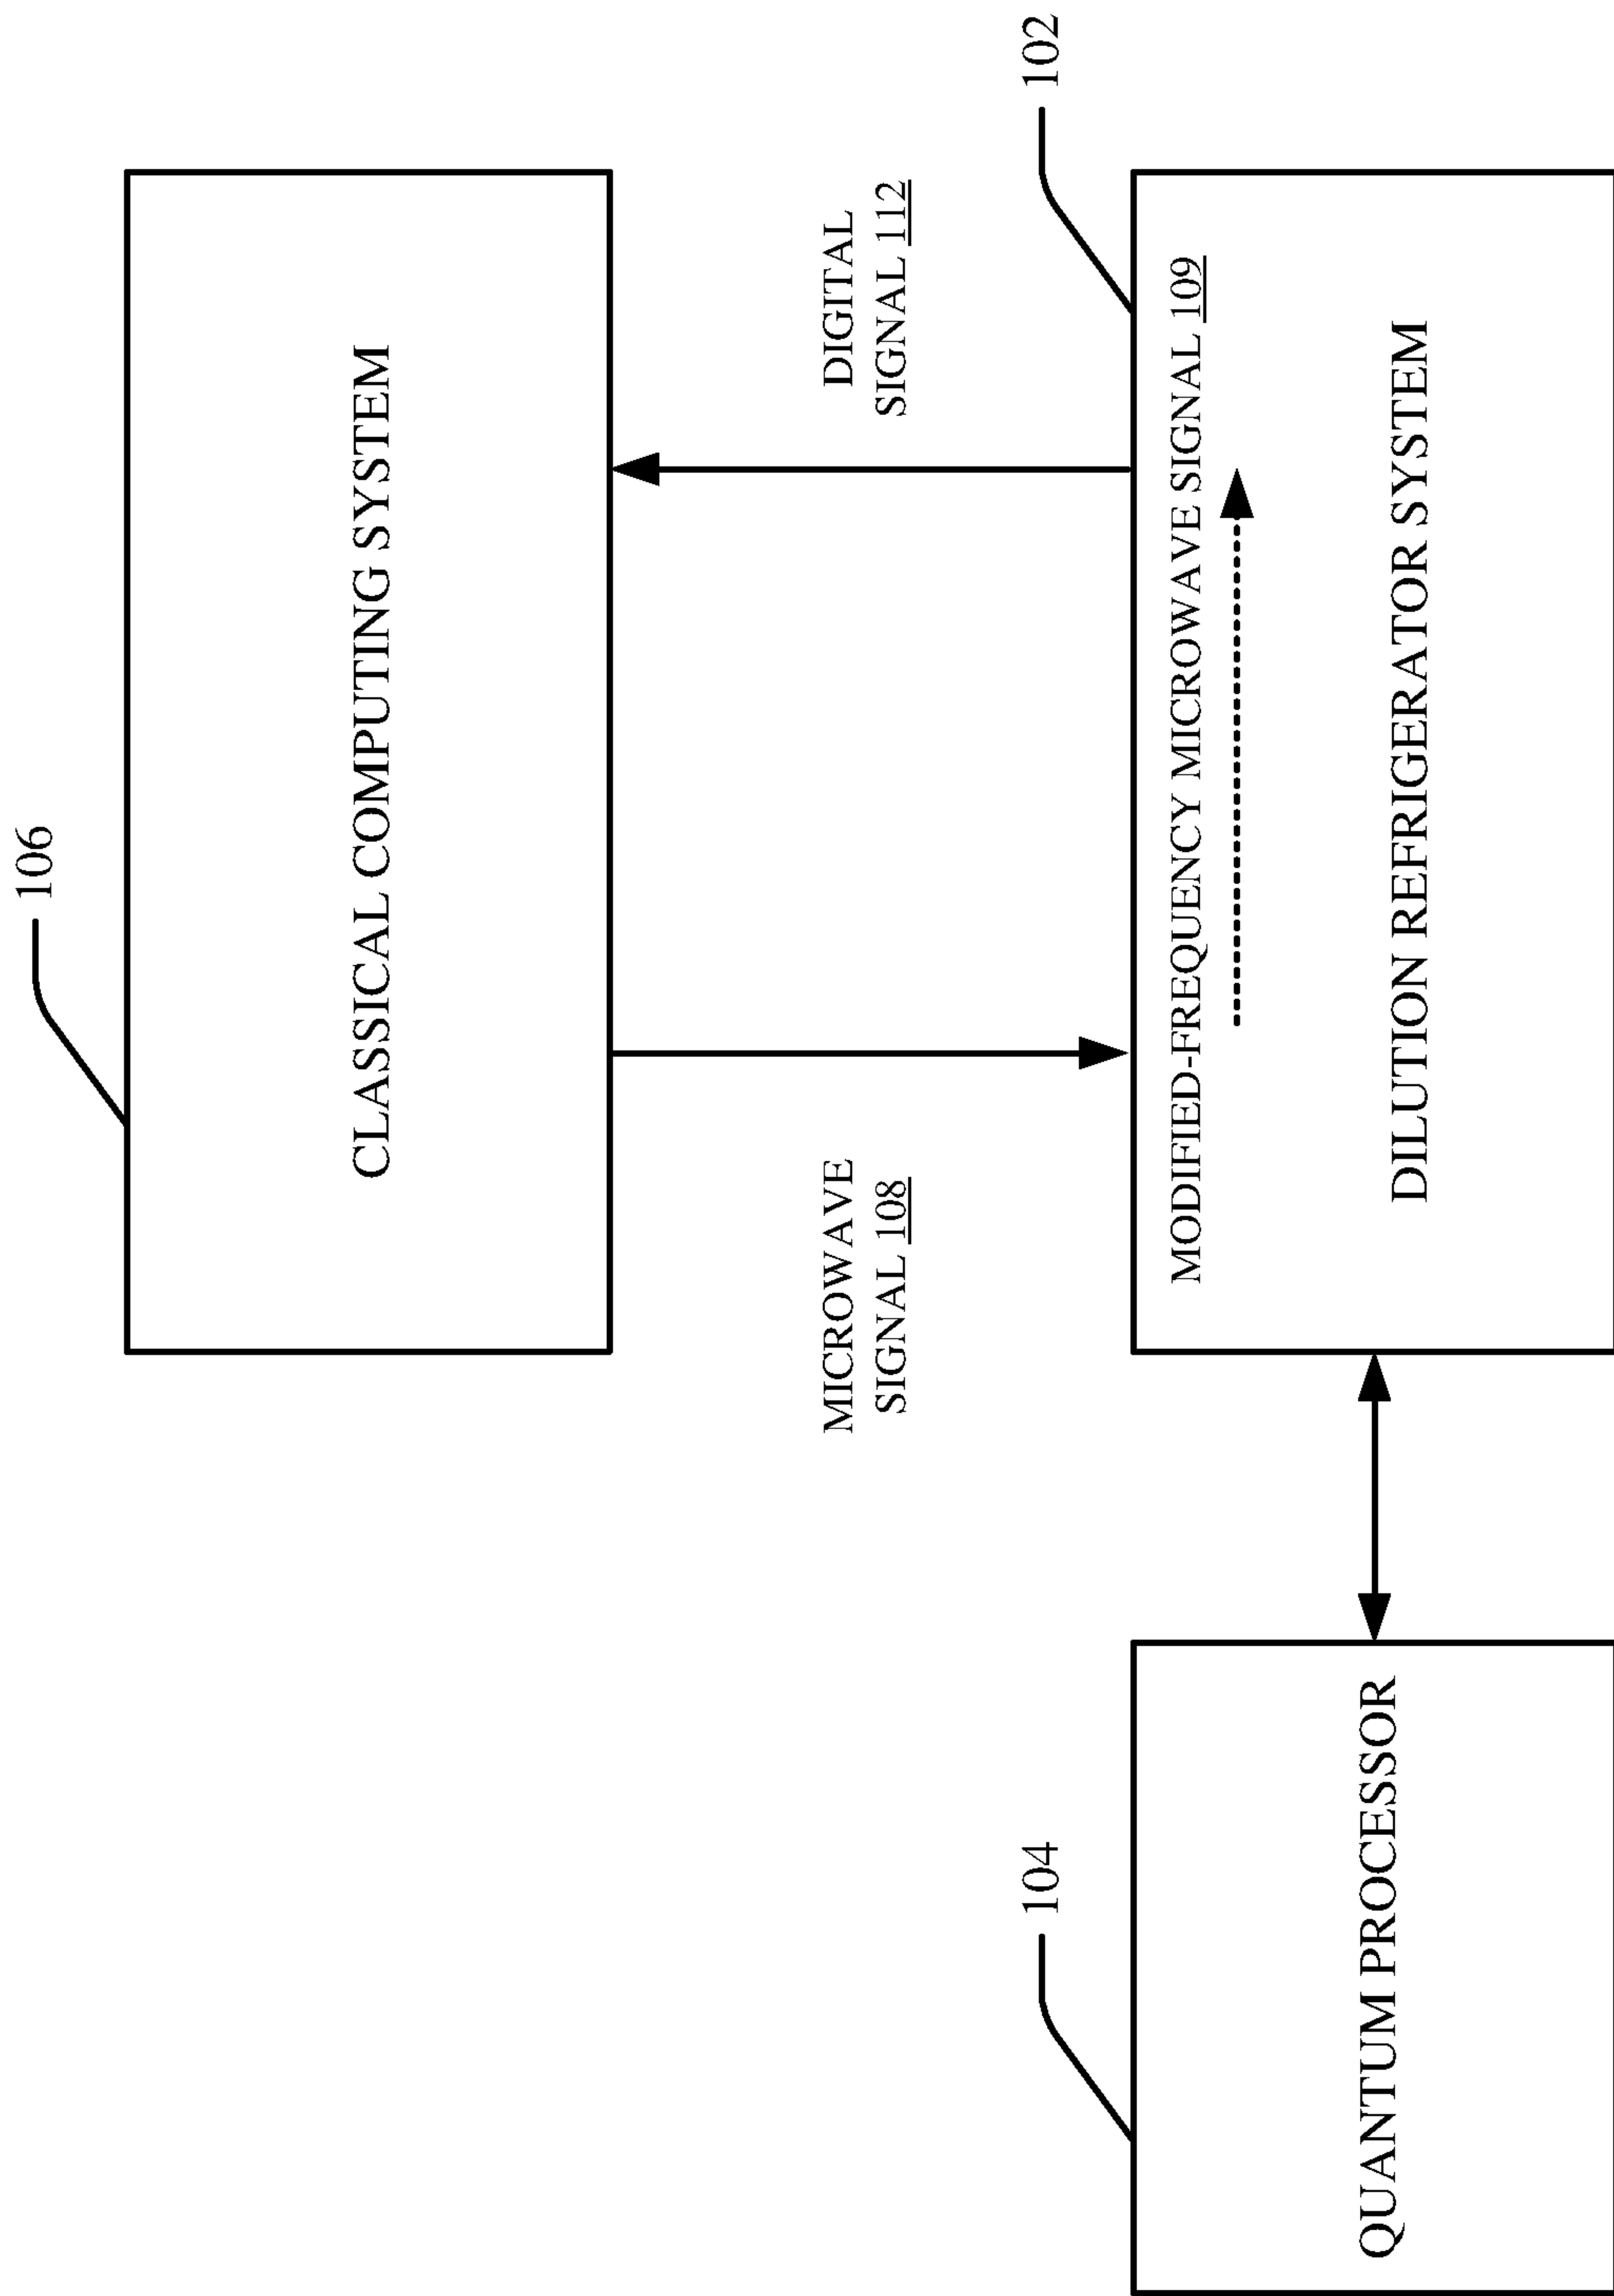 106
CLASSICAL COMPUTING SYSTEM
MICROWAVE
SIGNAL 108
DIGITAL
SIGNAL 112
104
102
QUANTUM PROCESSOR
MODIFIED-FREQUENCY MICROWAVE SIGNAL 109
DILUTION REFRIGERATOR SYSTEM